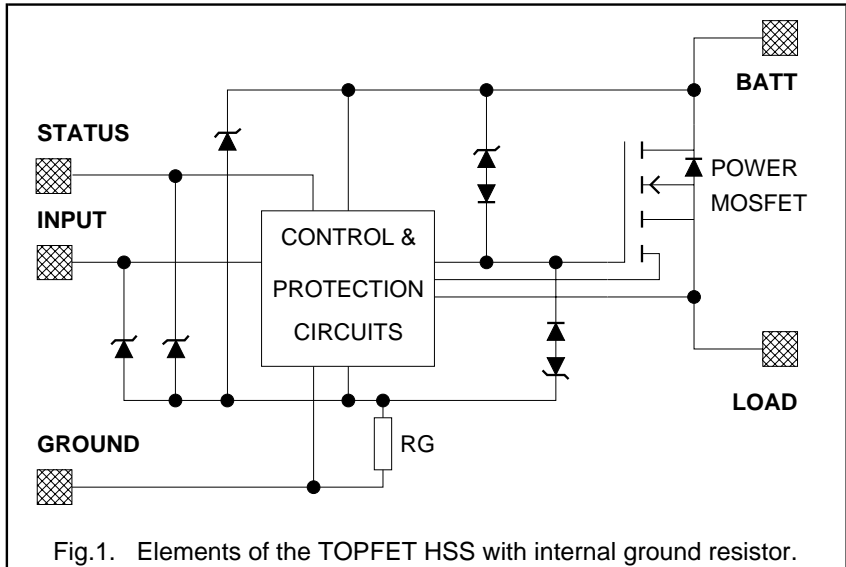 BATT
STATUS
POWER
MOSFET
INPUT
CONTROL &
PROTECTION
CIRCUITS
LOAD
GROUND
RG
Fig.1. Elements of the TOPFET HSS with internal ground resistor.